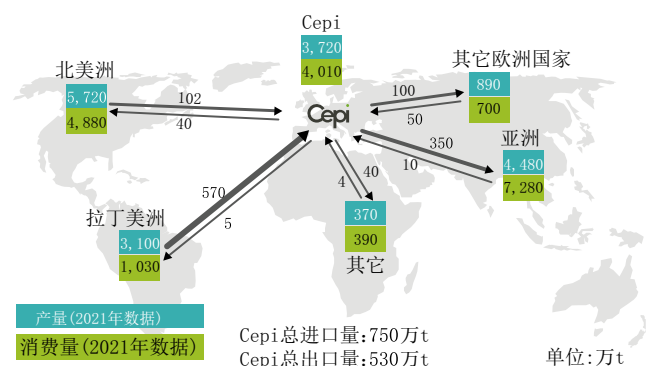 Cepi
3,720
4,010
北美洲
5,720
4,880
102
40
Cepi
其它欧洲国家
890
700
100
50
亚洲
4,480
7,280
350
10
570
5
40
4
370
390
其它
拉丁美洲
3,100
1,030
产量(2021年数据)
消费量(2021年数据)
Cepi总进口量:750万t
Cepi总出口量:530万t
单位:万t